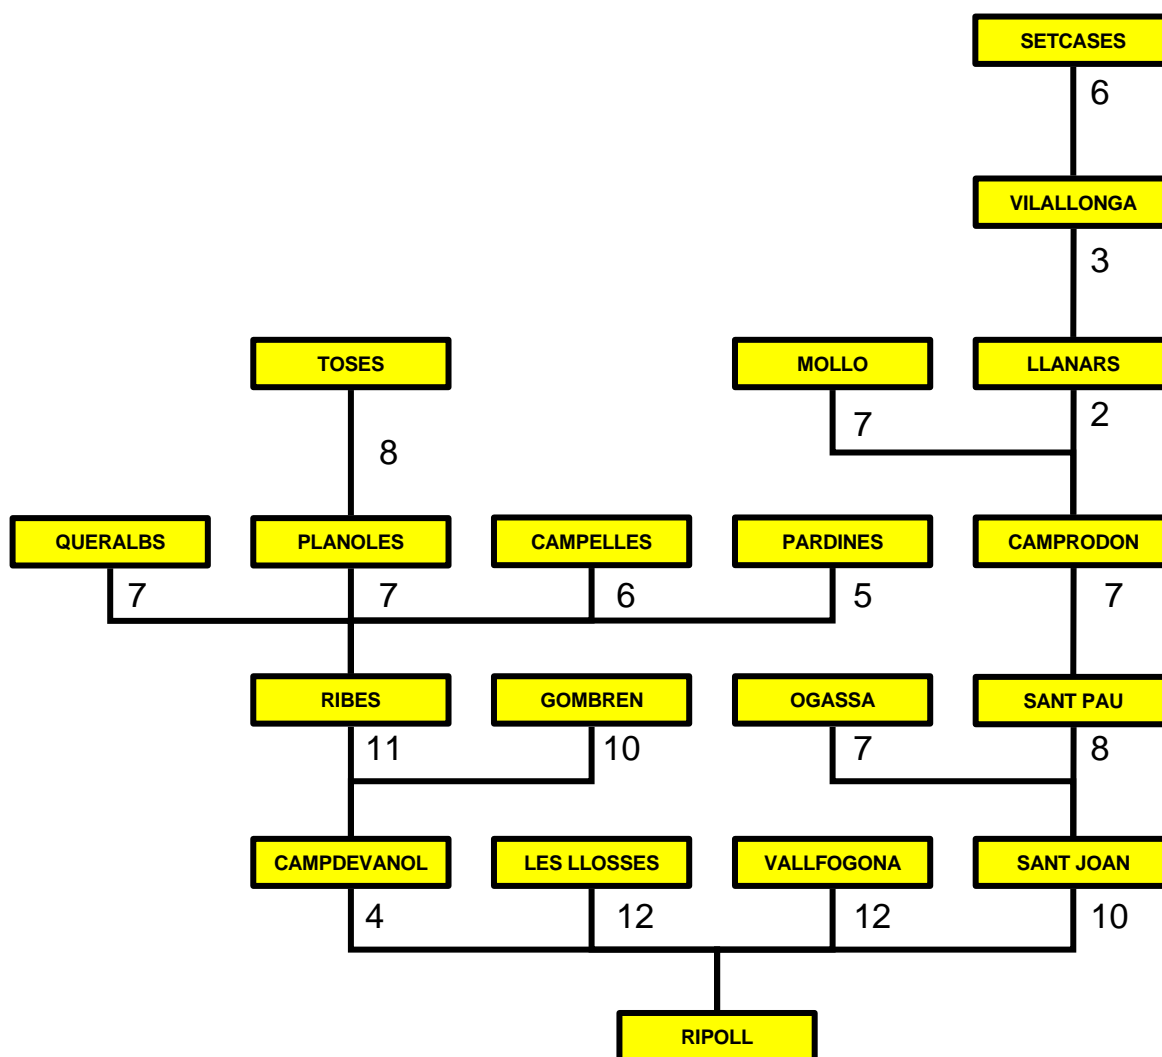 SETCASES
6
VILALLONGA
3
TOSES
MOLLO
LLANARS
8
7
2
QUERALBS
PLANOLES
CAMPELLES
PARDINES
CAMPRODON
7
7
6
5
7
RIBES
GOMBREN
OGASSA
SANT PAU
11
10
7
8
CAMPDEVANOL
LES LLOSSES
VALLFOGONA
SANT JOAN
4
12
12
10
RIPOLL